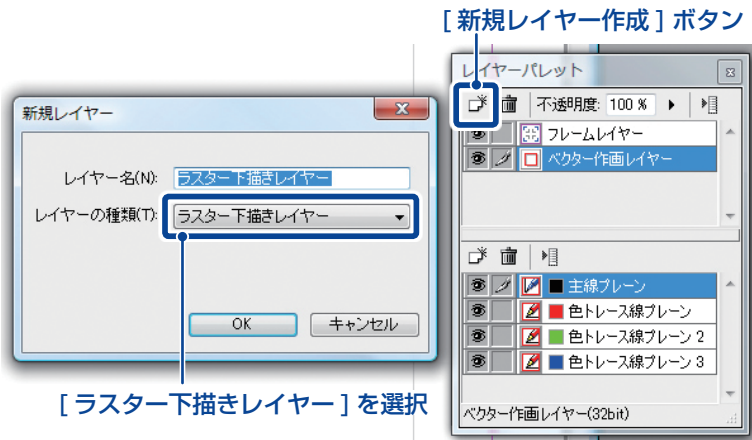 [ 新規レイヤー作成 ] ボタン
レイヤーパレット
不透明度: 100 %
フレームレイヤー
ベクター作画レイヤー
主線プレーン
色トレース線プレーン
色トレース線プレーン 2
色トレース線プレーン 3
ベクター作画レイヤー(32bit)
新規レイヤー
レイヤー名(N):
ラスター下描きレイヤー
レイヤーの種類(T):
ラスター下描きレイヤー
OK
キャンセル
[ ラスター下描きレイヤー ] を選択